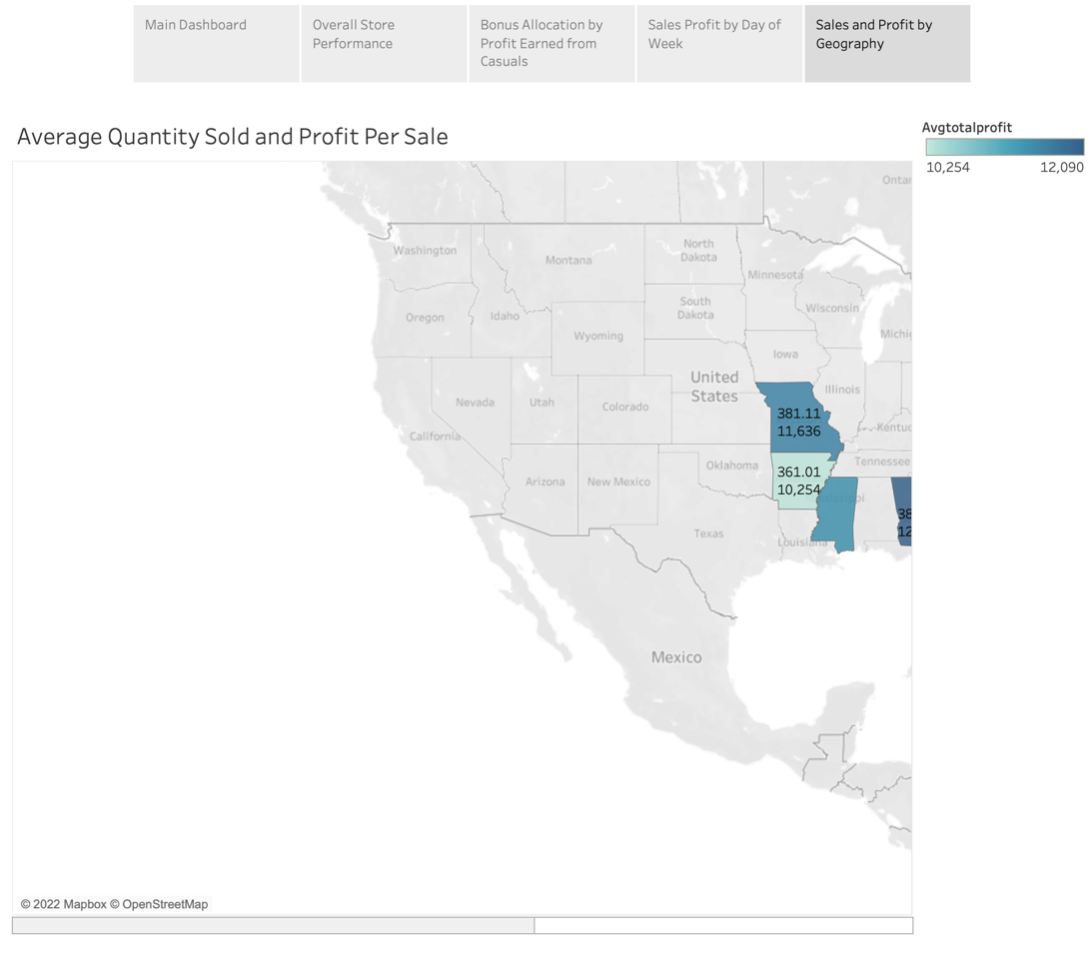 Main Dashboard
Overall Store
Performance
Bonus Allocation by
Profit Earned from
Casuals
Sales Profit by Day of
Week
Sales and Profit by
Geography
Average Quantity Sold and Profit Per Sale
Avgtotalprofit
10,254 12,090
Ontar
Washington
Montana
North
Dakota
Minnesota
Oregon
Idaho
South
Dakota
Wisconsin
Wyoming
Michig
Iowa
United
States
Illinois
Nevada
Utah
Colorado
381.11
11,636
California
Kentuc
Oklahoma
Tennessee
361.01
10,254
Arizona
New Mexico
38
12
Texas
Louisiana
Mexico
© 2022 Mapbox © OpenStreetMap